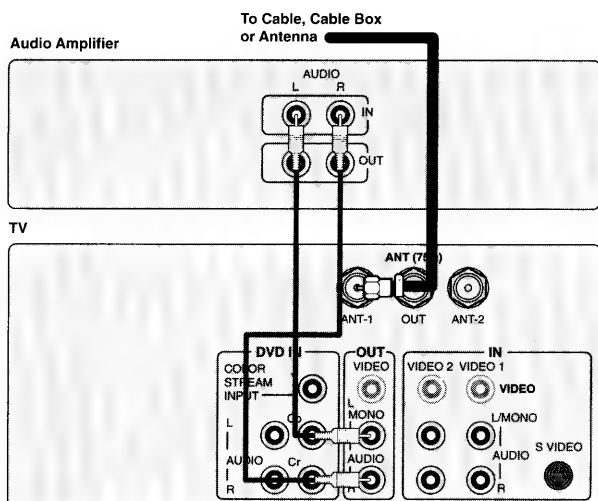 To Cable, Cable Box
or Antenna
Audio Amplifier
AUDIO
L R
IN
OUT
TV
ANT
ANT-1 OUT ANT-2
DVD IN
OUT
IN
COLOR
STREAM
INPUT
VIDEO
VIDEO 2 VIDEO 1
VIDEO
L
MONO
L/MONO
L
AUDIO
R
Cr
AUDIO
AUDIO
R
S VIDEO